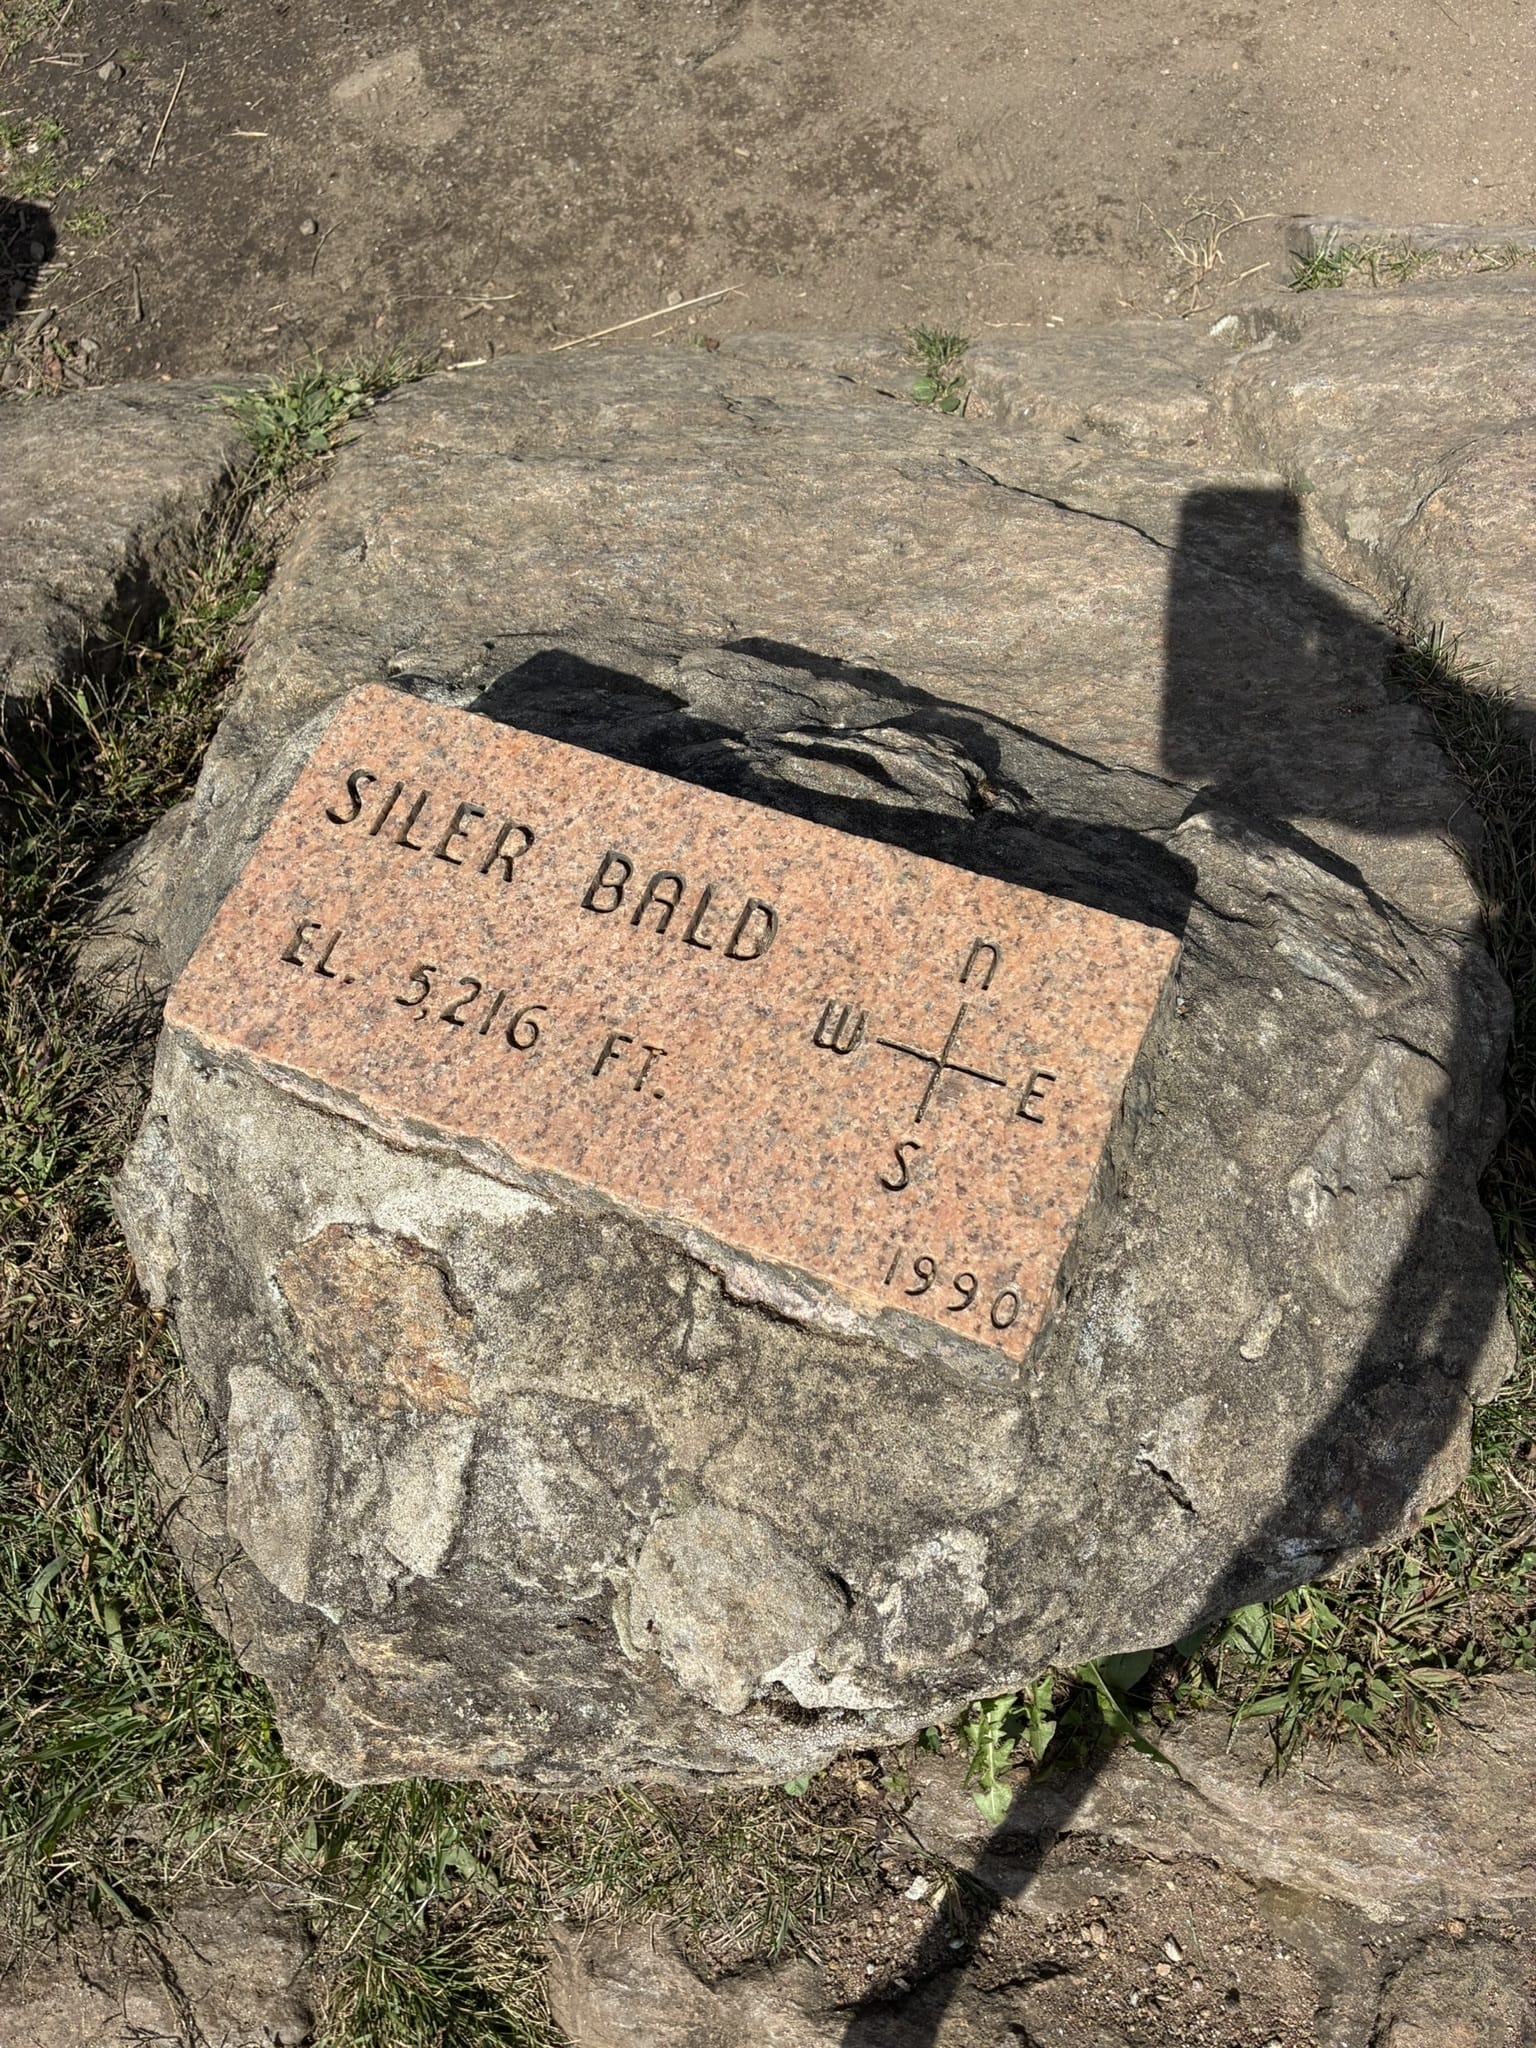 SILER BALD
EL. 5,216 FT.
n
W E
S
1990